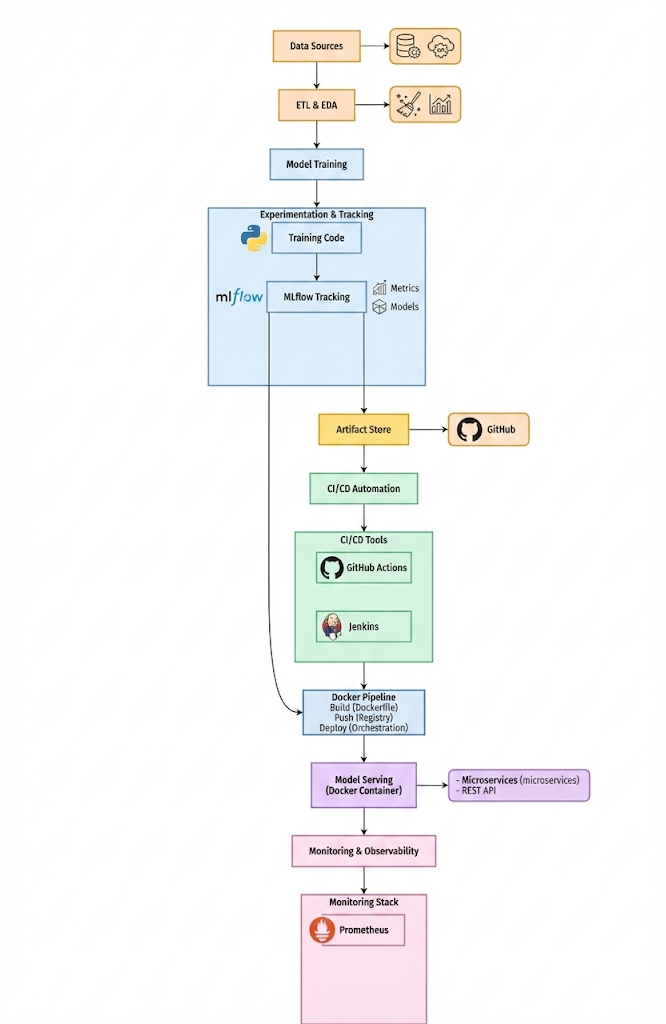 Data Sources
ETL & EDA
Model Training
Experimentation & Tracking
Training Code
mlflow
MLflow Tracking
Metrics
Models
Artifact Store
GitHub
CI/CD Automation
CI/CD Tools
GitHub Actions
Jenkins
Docker Pipeline
Build (Dockerfile)
Push (Registry)
Deploy (Orchestration)
Model Serving
(Docker Container)
- Microservices (microservices)
- REST API
Monitoring & Observability
Monitoring Stack
Prometheus